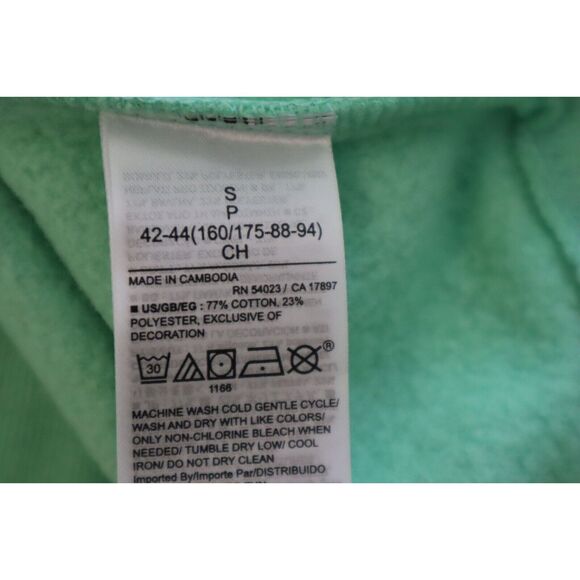 S
P
42-44(160/175-88-94)
CH
MADE IN CAMBODIA
RN 54023 / CA 17897
■ US/GB/EG : 77% COTTON, 23%
POLYESTER, EXCLUSIVE OF
DECORATION
30 ®
1166
MACHINE WASH COLD GENTLE CYCLE/
WASH AND DRY WITH LIKE COLORS/
ONLY NON-CHLORINE BLEACH WHEN
NEEDED/ TUMBLE DRY LOW/ COOL
IRON/ DO NOT DRY CLEAN
Imported By/Importe Par/DISTRIBUIDO